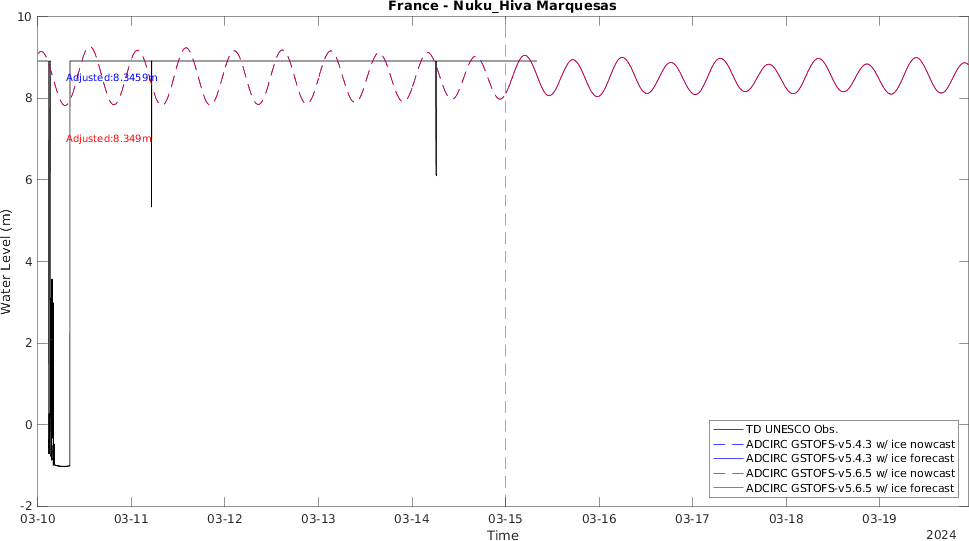 France - Nuku_Hiva Marquesas
10
8
6
4
2
0
-2
Water Level (m)
Adjusted:8.3459m
Adjusted:8.349m
TD UNESCO Obs.
ADCIRC GSTOFS-v5.4.3 w/ ice nowcast
ADCIRC GSTOFS-v5.4.3 w/ ice forecast
ADCIRC GSTOFS-v5.6.5 w/ ice nowcast
ADCIRC GSTOFS-v5.6.5 w/ ice forecast
03-10 03-11 03-12 03-13 03-14 03-15 03-16 03-17 03-18 03-19
Time
2024